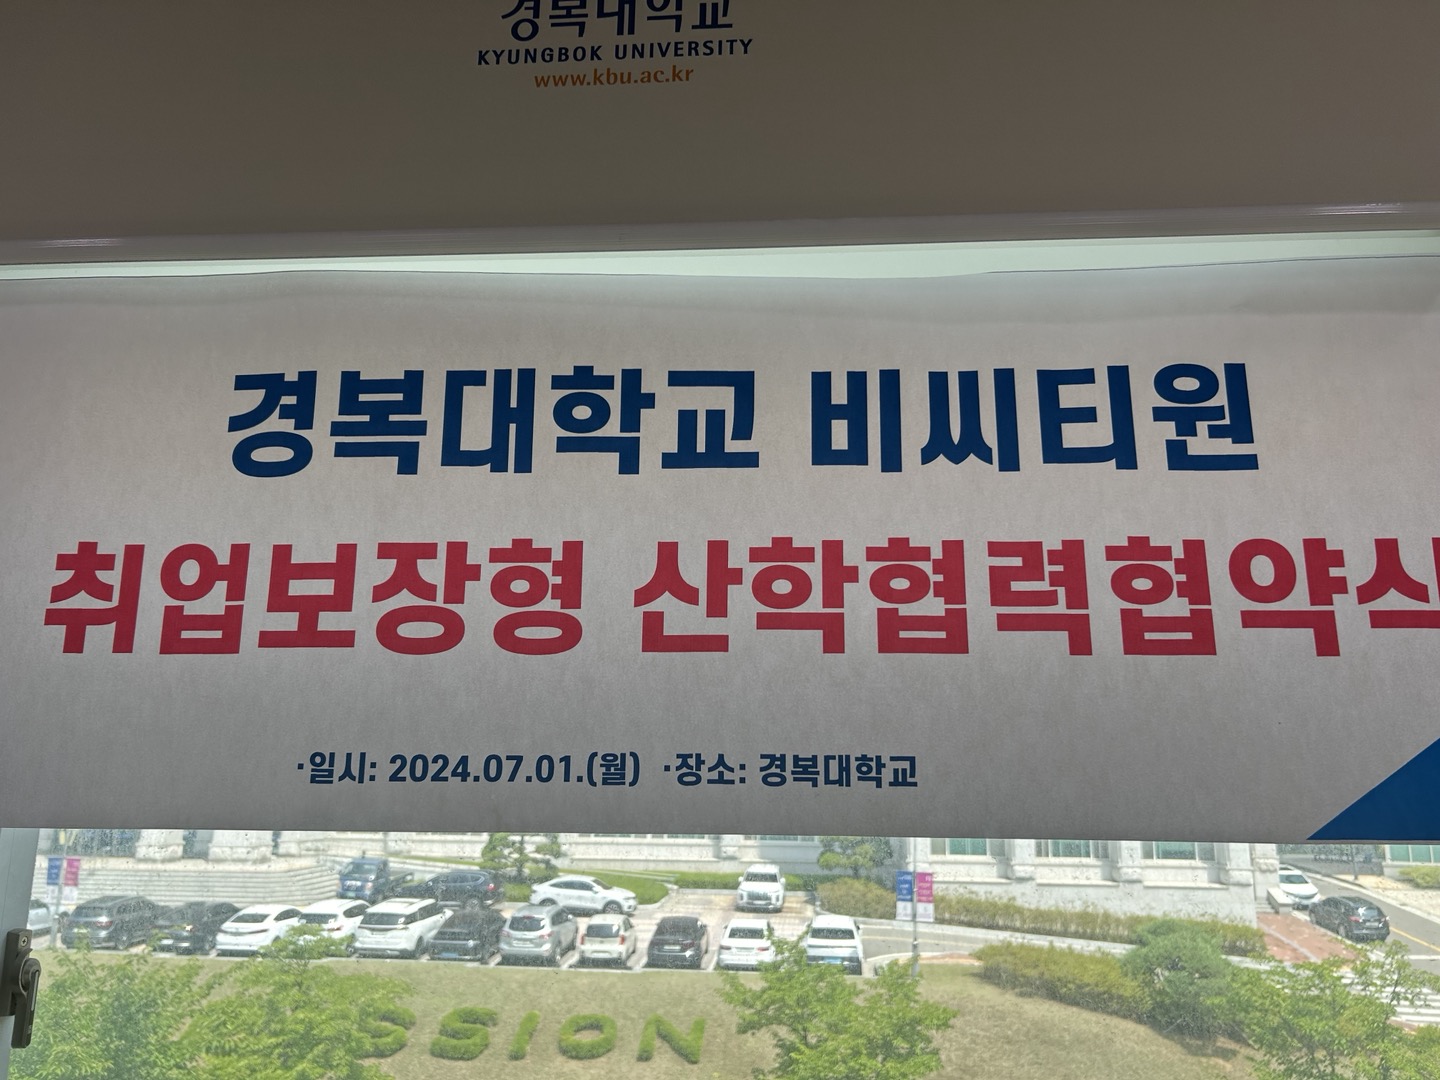 경복대학교
KYUNGBOK UNIVERSITY
www.kbu.ac.kr
경복대학교 비씨티원
취업보장형 산학협력협약식
·일시: 2024.07.01.(월) ·장소: 경복대학교
SSION